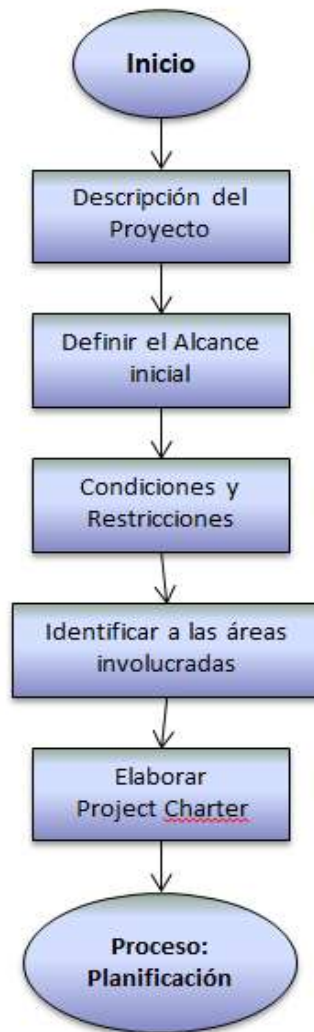 Inicio
Descripción del
Proyecto
Definir el Alcance
inicial
Condiciones y
Restricciones
Identificar a las áreas
involucradas
Elaborar
Project Charter
Proceso:
Planificación